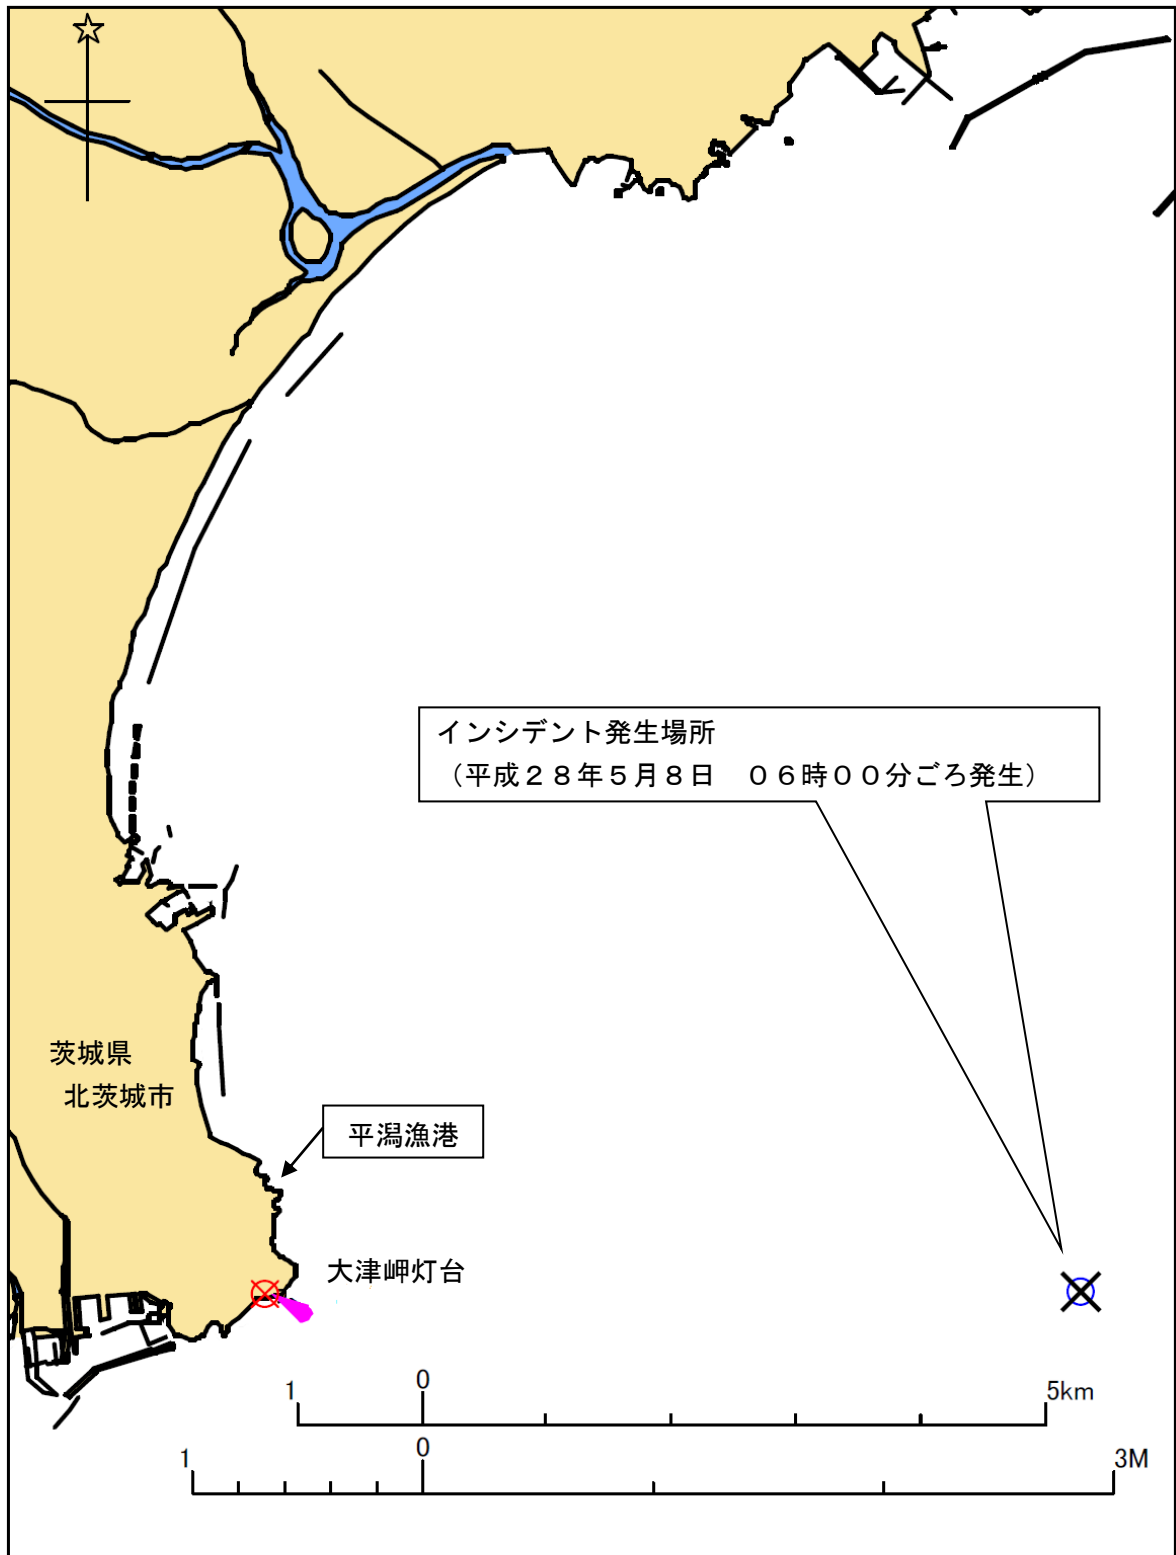 インシデント発生場所
（平成２８年５月８日　０６時００分ごろ発生）
茨城県
北茨城市
平潟漁港
大津岬灯台
1 0 5km
1 0 3M